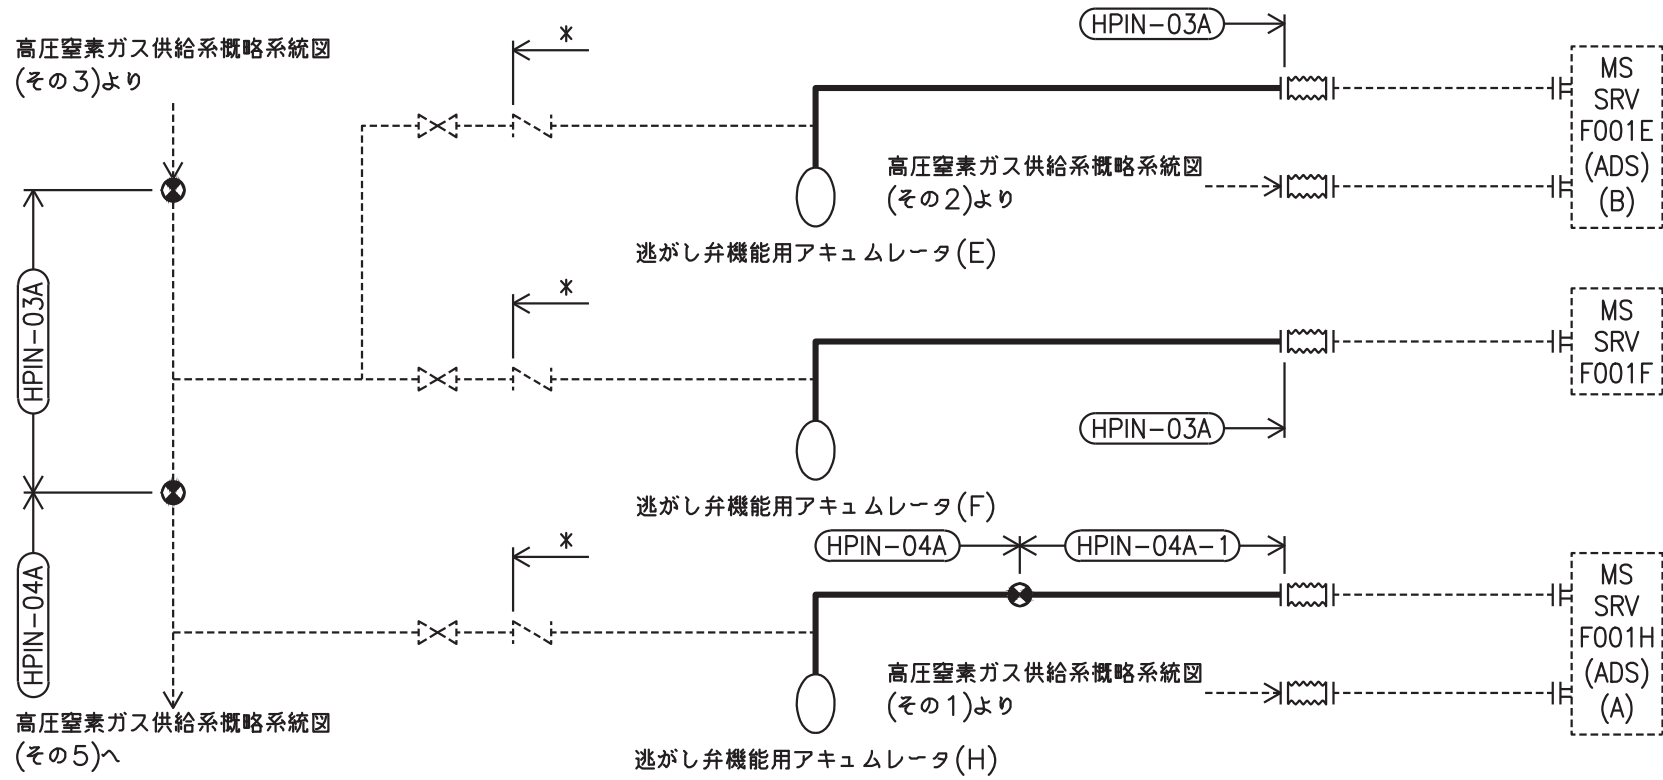 HPIN-03A
*
高圧窒素ガス供給系概略系統図
(その3)より
MS
SRV
F001E
(ADS)
(B)
高圧窒素ガス供給系概略系統図
(その2)より
逃がし弁機能用アキュムレータ(E)
HPIN-03A
*
MS
SRV
F001F
HPIN-03A
逃がし弁機能用アキュムレータ(F)
HPIN-04A
HPIN-04A-1
*
HPIN-04A
MS
SRV
F001H
(ADS)
(A)
高圧窒素ガス供給系概略系統図
(その1)より
高圧窒素ガス供給系概略系統図
(その5)へ
逃がし弁機能用アキュムレータ(H)